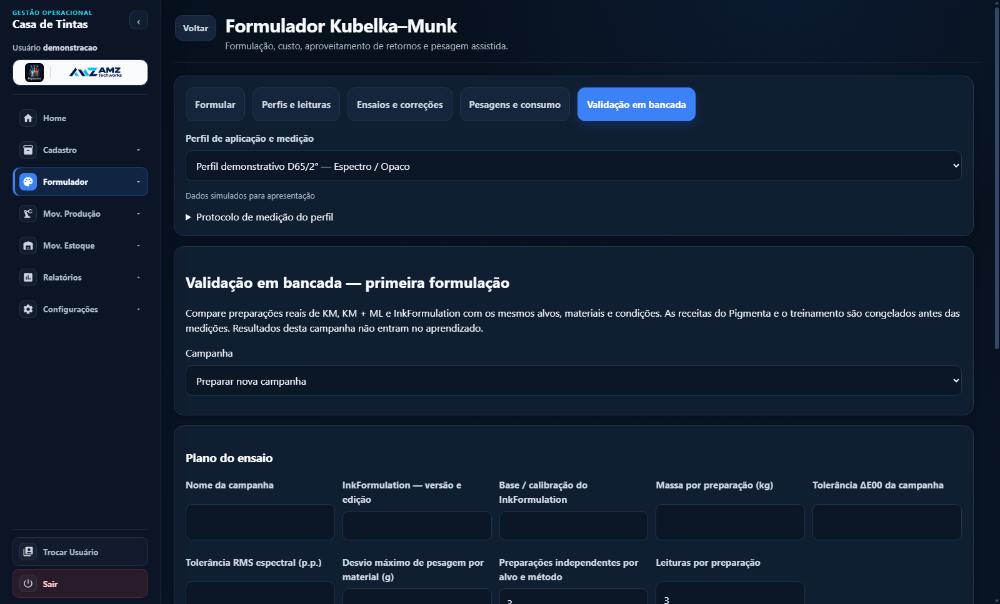 GESTÃO OPERACIONAL
Casa de Tintas
‹
Usuário demonstracao
Pigmenta
AMZ
Techworks
Home
Cadastro
Formulador
Mov. Produção
Mov. Estoque
Relatórios
Configurações
Trocar Usuário
Sair
Voltar
Formulador Kubelka–Munk
Formulação, custo, aproveitamento de retornos e pesagem assistida.
Formular
Perfis e leituras
Ensaios e correções
Pesagens e consumo
Validação em bancada
Perfil de aplicação e medição
Perfil demonstrativo D65/2° — Espectro / Opaco
Dados simulados para apresentação
Protocolo de medição do perfil
Validação em bancada — primeira formulação
Compare preparações reais de KM, KM + ML e InkFormulation com os mesmos alvos, materiais e condições. As receitas do Pigmenta e o treinamento são congelados antes das
medições. Resultados desta campanha não entram no aprendizado.
Campanha
Preparar nova campanha
Plano do ensaio
Nome da campanha
InkFormulation — versão e
edição
Base / calibração do
InkFormulation
Massa por preparação (kg)
Tolerância ΔE00 da campanha
Tolerância RMS espectral (p.p.)
Desvio máximo de pesagem por
material (g)
Preparações independentes por
alvo e método
3
Leituras por preparação
3